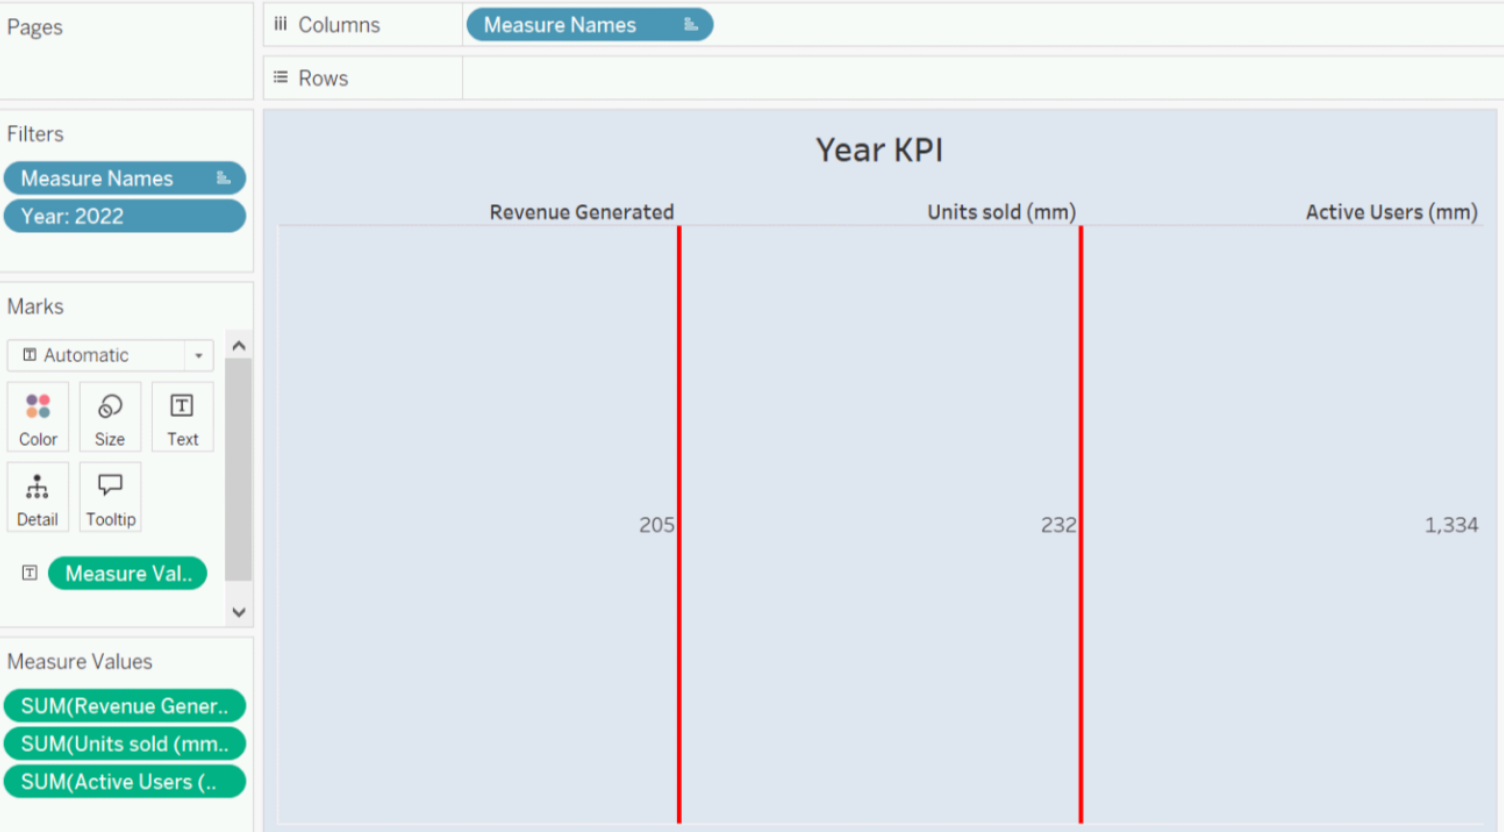 Pages
Columns
Measure Names
Rows
Filters
Measure Names
Year: 2022
Year KPI
Revenue Generated
Units sold (mm)
Active Users (mm)
205
232
1,334
Marks
T Automatic
Color
Size
T
Text
Detail
Tooltip
T
Measure Val..
Measure Values
SUM(Revenue Gener..
SUM(Units sold (mm..
SUM(Active Users (..